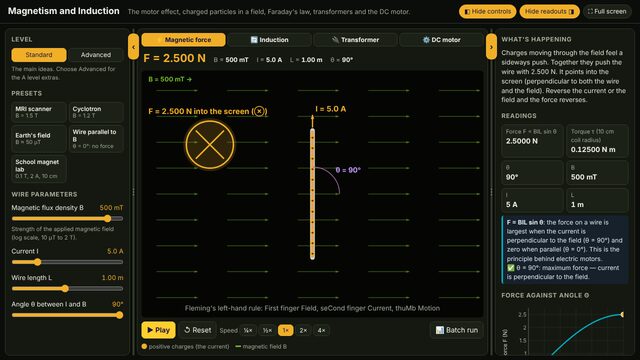 Magnetism and Induction
The motor effect, charged particles in a field, Faraday's law, transformers and the DC motor.
Hide controls
Hide readouts
Full screen
LEVEL
Standard
Advanced
The main ideas. Choose Advanced for the A level extras.
PRESETS
MRI scanner
B = 1.5 T
Cyclotron
B = 1.2 T
Earth's field
B = 50 μT
Wire parallel to B
θ = 0°: no force
School magnet lab
0.1 T, 2 A, 10 cm
WIRE PARAMETERS
Magnetic flux density B 500 mT
Strength of the applied magnetic field (log scale, 10 μT to 2 T).
Current I 5.0 A
Wire length L 1.00 m
Angle θ between I and B 90°
Magnetic force
Induction
Transformer
DC motor
F = 2.500 N B = 500 mT I = 5.0 A L = 1.00 m θ = 90°
B = 500 mT →
F = 2.500 N into the screen (⊗)
I = 5.0 A
θ = 90°
Fleming's left-hand rule: First finger Field, seCond finger Current, thuMb Motion
▶ Play
↺ Reset
Speed
¼×
½×
1×
2×
4×
Batch run
positive charges (the current)
magnetic field B
WHAT'S HAPPENING
Charges moving through the field feel a sideways push. Together they push the wire with 2.500 N. It points into the screen (perpendicular to both the wire and the field). Reverse the current or the field and the force reverses.
READINGS
Force F = BIL sin θ
2.5000 N
Torque τ (10 cm coil radius)
0.12500 N m
θ
90°
B
500 mT
I
5 A
L
1 m
F = BIL sin θ: the force on a wire is largest when the current is perpendicular to the field (θ = 90°) and zero when parallel (θ = 0°). This is the principle behind electric motors.
✅ θ = 90°: maximum force — current is perpendicular to the field.
FORCE AGAINST ANGLE Θ
2.5
2
1.5
1
force F (N)